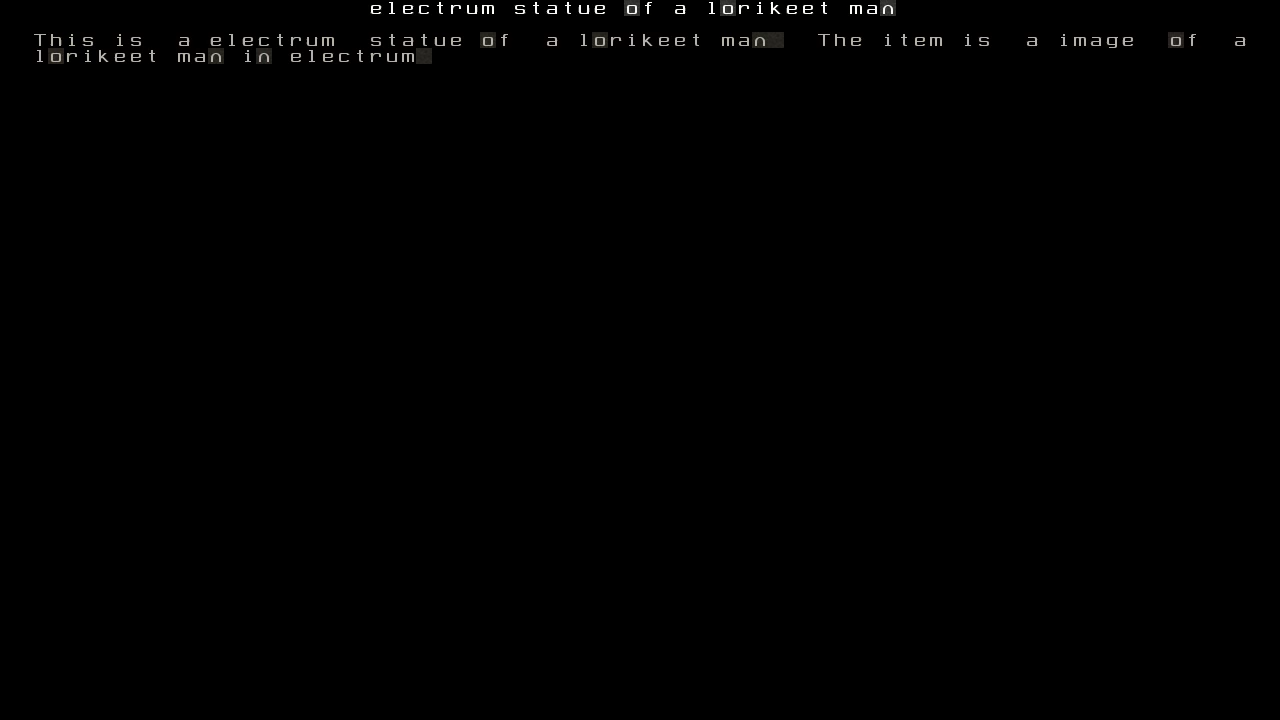 electrum statue of a lorikeet man
This is a electrum statue of a lorikeet man The item is a image of a
lorikeet man in electrum